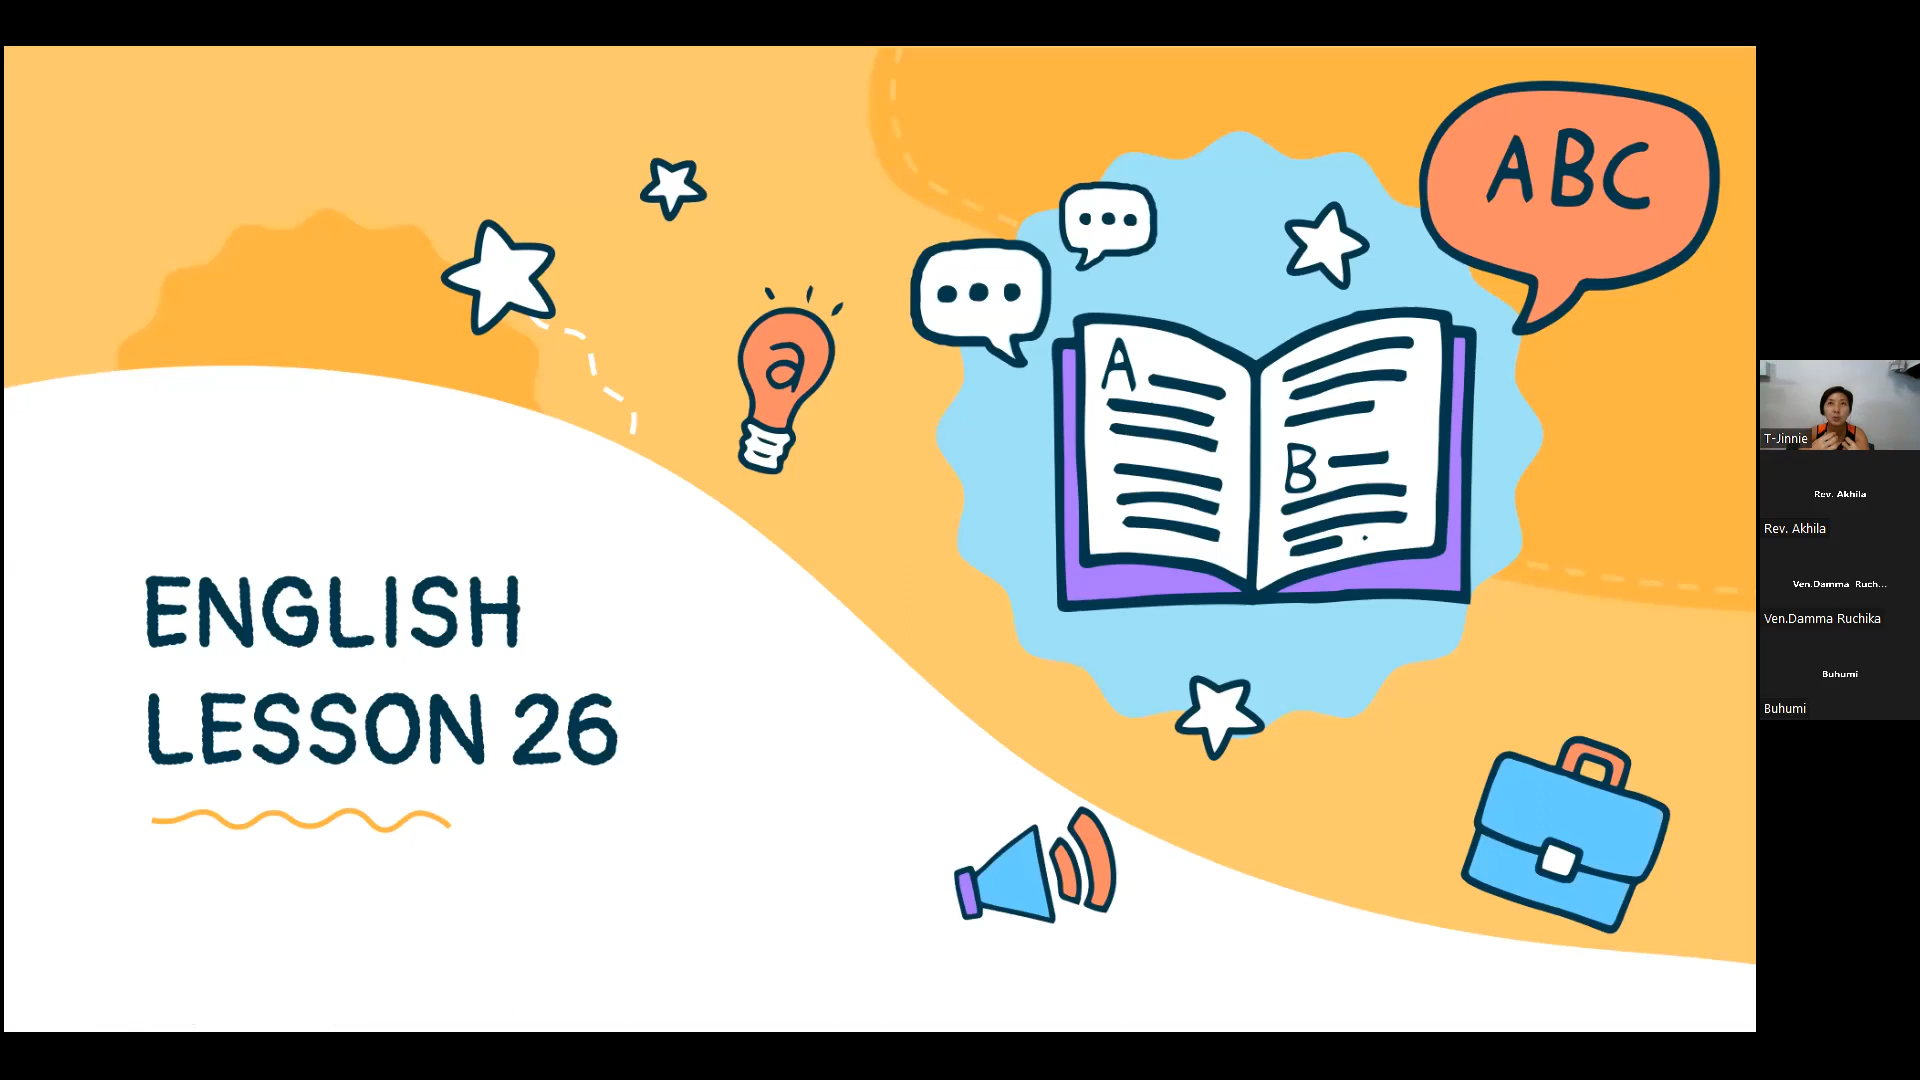 ABC
A
B
a
ENGLISH
LESSON 26
T-Jinnie
Rev. Akhila
Rev. Akhila
Ven.Damma Ruch...
Ven.Damma Ruchika
Buhumi
Buhumi